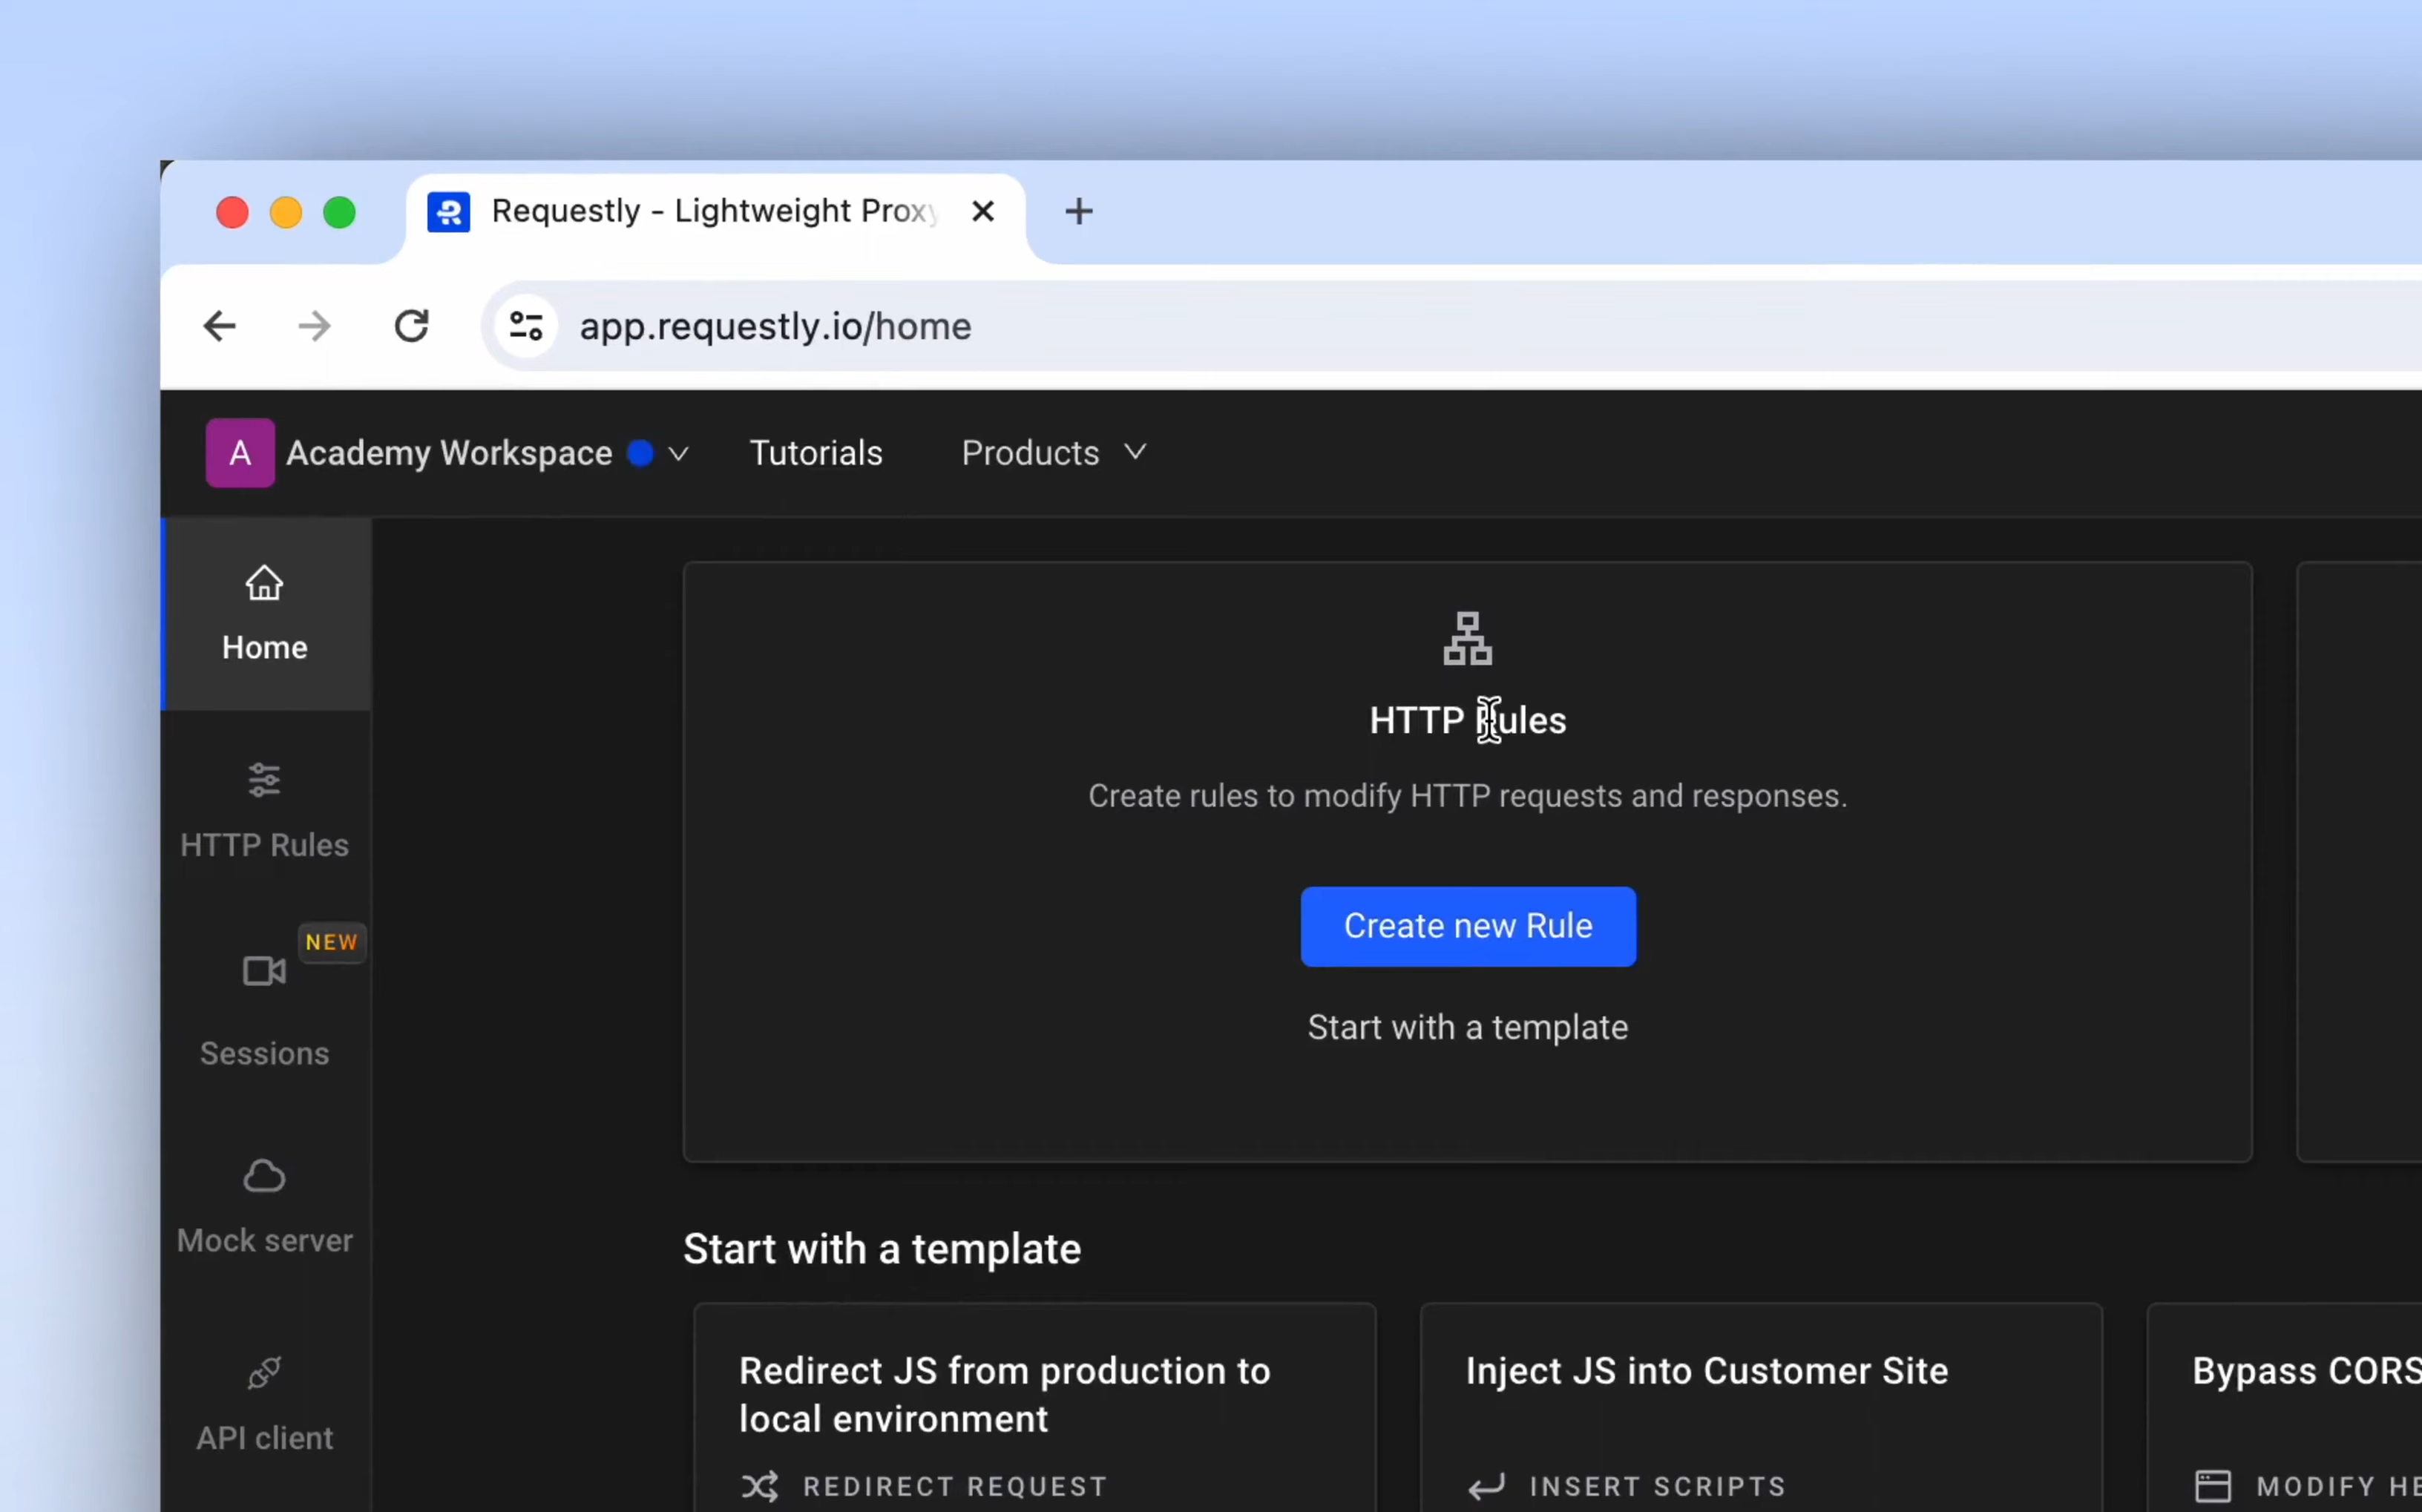 Requestly - Lightweight Proxy
app.requestly.io/home
A Academy Workspace Tutorials Products
Home
HTTP Rules
NEW
Sessions
Mock server
API client
HTTP Rules
Create rules to modify HTTP requests and responses.
Create new Rule
Start with a template
Start with a template
Redirect JS from production to
local environment
REDIRECT REQUEST
Inject JS into Customer Site
INSERT SCRIPTS
Bypass CORS
MODIFY HE